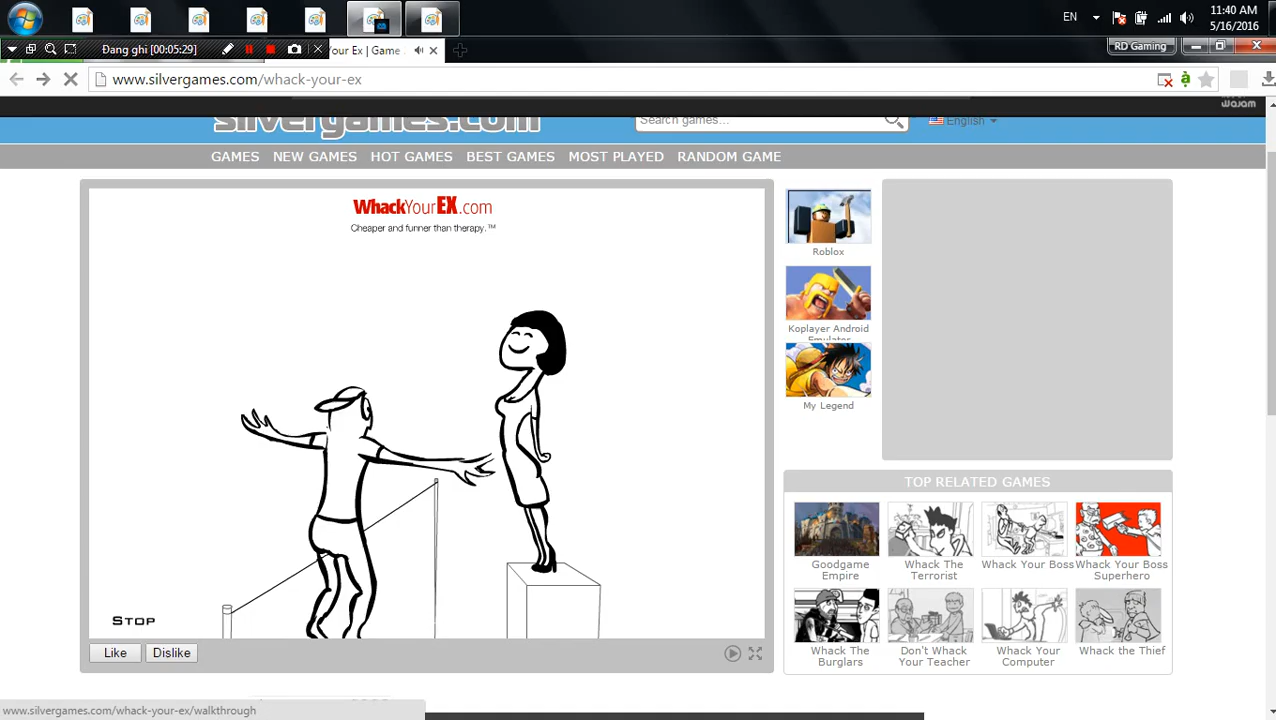 11:40 AM
EN
5/16/2016
Đang ghi [00:05:29]
Your Ex | Game
RD Gaming
www.silvergames.com/whack-your-ex
wajam
silvergames.com
Search games...
English
GAMES NEW GAMES HOT GAMES BEST GAMES MOST PLAYED RANDOM GAME
WhackYourEX.com
Cheaper and funner than therapy.™
Roblox
Koplayer Android
Emulator
My Legend
TOP RELATED GAMES
Goodgame
Empire
Whack The
Terrorist
Whack Your Boss
Whack Your Boss
Superhero
Whack The
Burglars
Don't Whack
Your Teacher
Whack Your
Computer
Whack the Thief
STOP
Like Dislike
www.silvergames.com/whack-your-ex/walkthrough